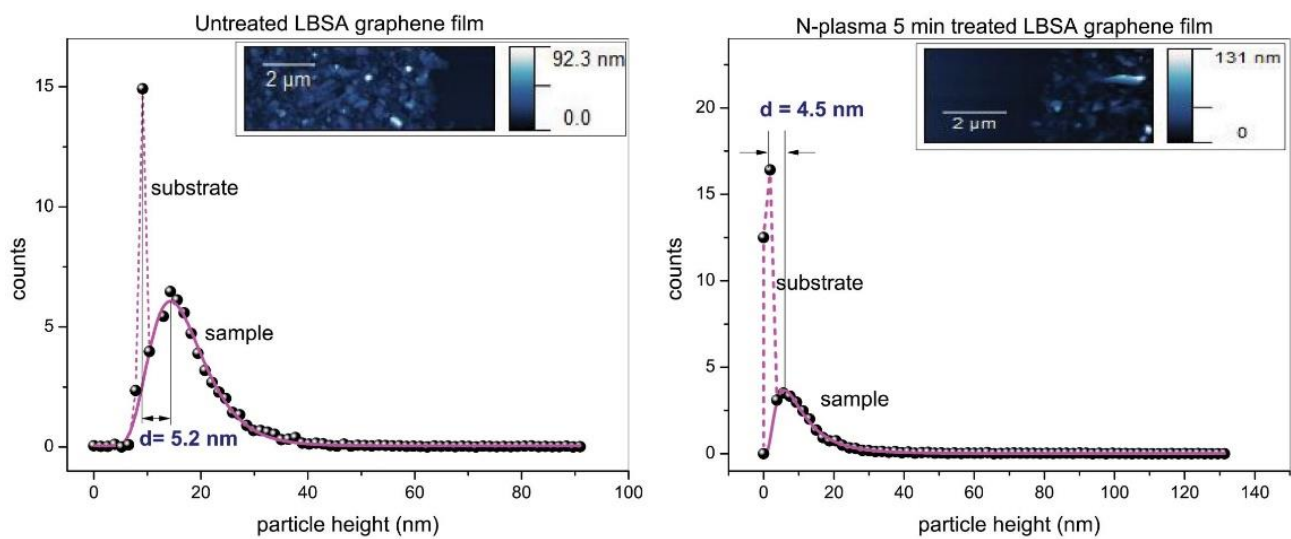 Untreated LBSA graphene film
92.3 nm
2 μm
0.0
15
10
5
0
substrate
sample
d= 5.2 nm
counts
0 20 40 60 80 100
particle height (nm)
N-plasma 5 min treated LBSA graphene film
131 nm
2 μm
0
d = 4.5 nm
20
15
10
5
0
substrate
sample
counts
0 20 40 60 80 100 120 140
particle height (nm)